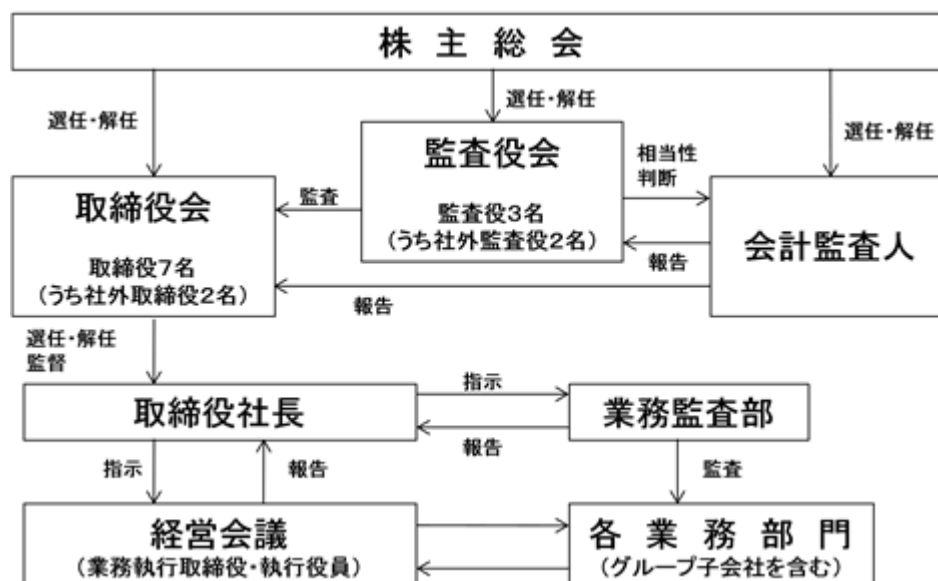 株主総会
選任・解任
選任・解任
選任・解任
監査役会
監査役3名
(うち社外監査役2名)
相当性
判断
監査
取締役会
取締役7名
(うち社外取締役2名)
会計監査人
報告
報告
選任・解任
監督
取締役社長
指示
報告
業務監査部
指示
報告
監査
経営会議
(業務執行取締役・執行役員)
各業務部門
(グループ子会社を含む)